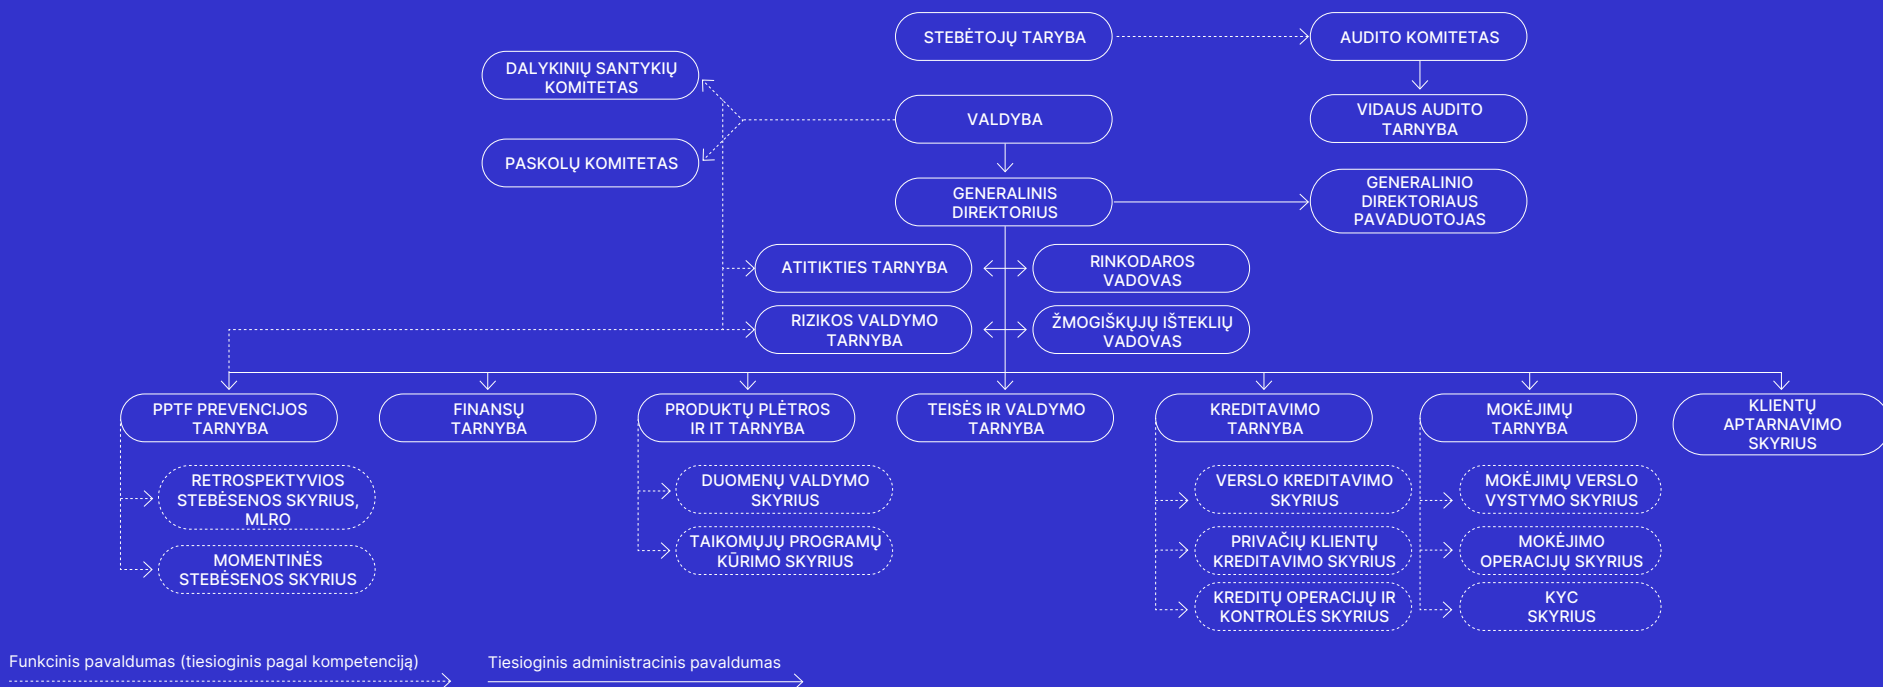 STEBĖTOJŲ TARYBA
AUDITO KOMITETAS
DALYKINIŲ SANTYKIŲ
KOMITETAS
VALDYBA
VIDAUS AUDITO
TARNYBA
PASKOLŲ KOMITETAS
GENERALINIS
DIREKTORIUS
GENERALINIO
DIREKTORIAUS
PAVADUOTOJAS
ATITIKTIES TARNYBA
RINKODAROS
VADOVAS
RIZIKOS VALDYMO
TARNYBA
ŽMOGIŠKŲJŲ IŠTEKLIŲ
VADOVAS
PPTF PREVENCIJOS
TARNYBA
FINANSŲ
TARNYBA
PRODUKTŲ PLĖTROS
IR IT TARNYBA
TEISĖS IR VALDYMO
TARNYBA
KREDITAVIMO
TARNYBA
MOKĖJIMŲ
TARNYBA
KLIENTŲ
APTARNAVIMO
SKYRIUS
RETROSPEKTYVIOS
STEBĖSENOS SKYRIUS,
MLRO
MOMENTINĖS
STEBĖSENOS SKYRIUS
DUOMENŲ VALDYMO
SKYRIUS
TAIKOMŲJŲ PROGRAMŲ
KŪRIMO SKYRIUS
VERSLO KREDITAVIMO
SKYRIUS
PRIVAČIŲ KLIENTŲ
KREDITAVIMO SKYRIUS
KREDITŲ OPERACIJŲ IR
KONTROLĖS SKYRIUS
MOKĖJIMŲ VERSLO
VYSTYMO SKYRIUS
MOKĖJIMO
OPERACIJŲ SKYRIUS
KYC
SKYRIUS
Funkcinis pavaldumas (tiesioginis pagal kompetenciją)
Tiesioginis administracinis pavaldumas